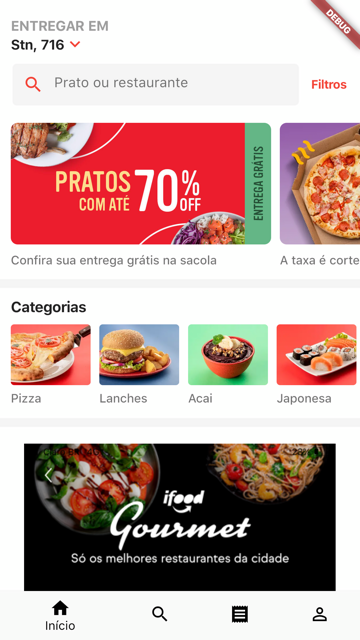 DEBUG
ENTREGAR EM
Stn, 716
Prato ou restaurante
Filtros
PRATOS
COM ATÉ
70%
OFF
ENTREGA GRÁTIS
Confira sua entrega grátis na sacola
A taxa é corte
Categorias
Pizza
Lanches
Acai
Japonesa
ifood
Gourmet
Só os melhores restaurantes da cidade
Início